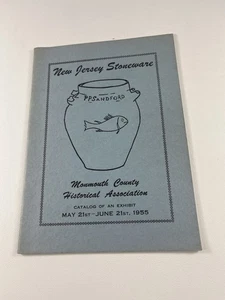 New Jersey Stoneware
P.P.SANDFORD
Monmouth County
Historical Association
CATALOG OF AN EXHIBIT
MAY 21ST—JUNE 21ST, 1955